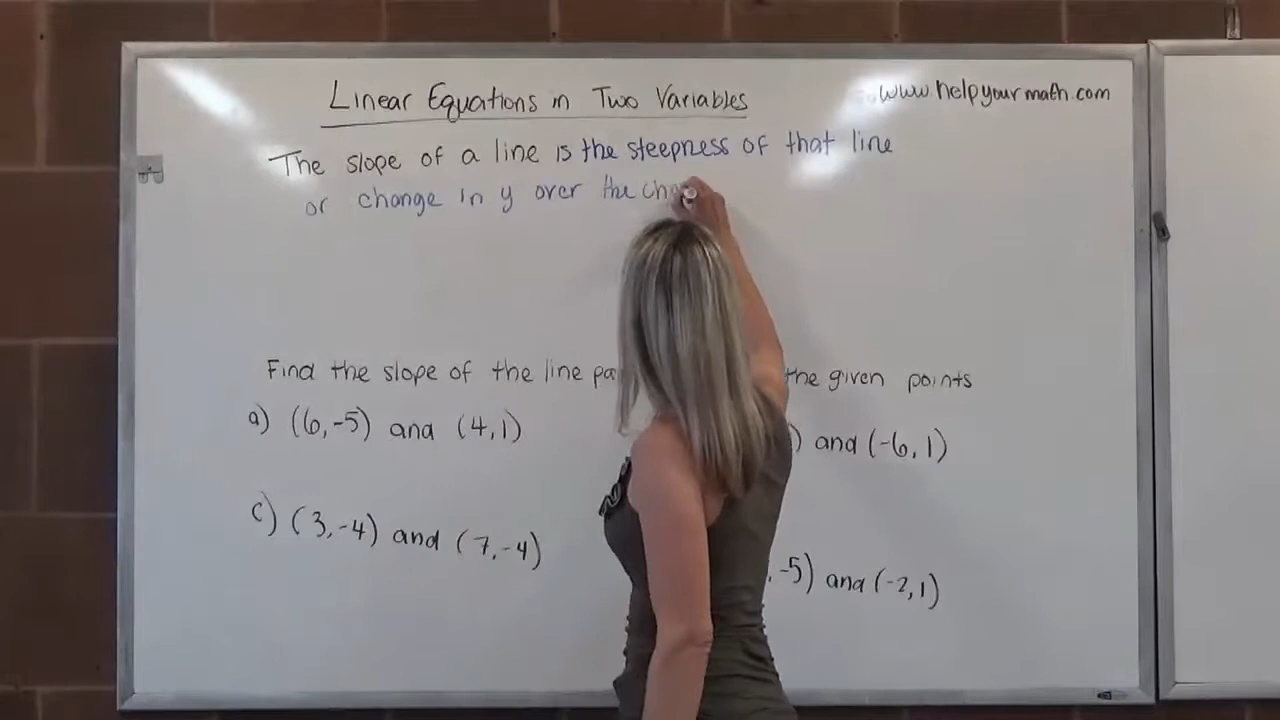 Linear Equations in Two Variables
www.helpyourmath.com
The slope of a line is the steepness of that line
or change in y over the cha
Find the slope of the line pa the given points
a) (6,-5) and (4,1)
) and (-6,1)
c) (3,-4) and (7,-4)
,-5) and (-2,1)